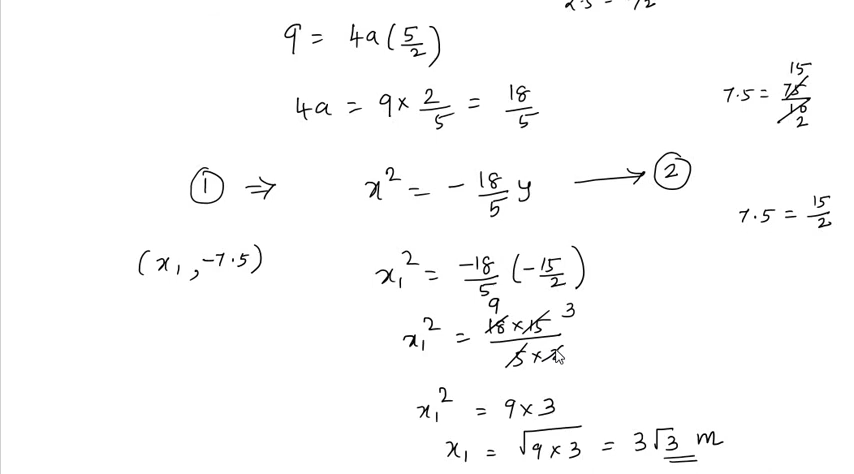 9 = 4a(5/2)
4a = 9 × 2/5 = 18/5
7.5 = 75/10 15 2
① ⇒ x² = - 18/5 y ⟶ ②
7.5 = 15/2
(x₁, -7.5) x₁² = -18/5 (-15/2)
x₁² = 18 × 15 / 5 × 2 9 3
x₁² = 9 × 3
x₁ = √9 × 3 = 3√3 m